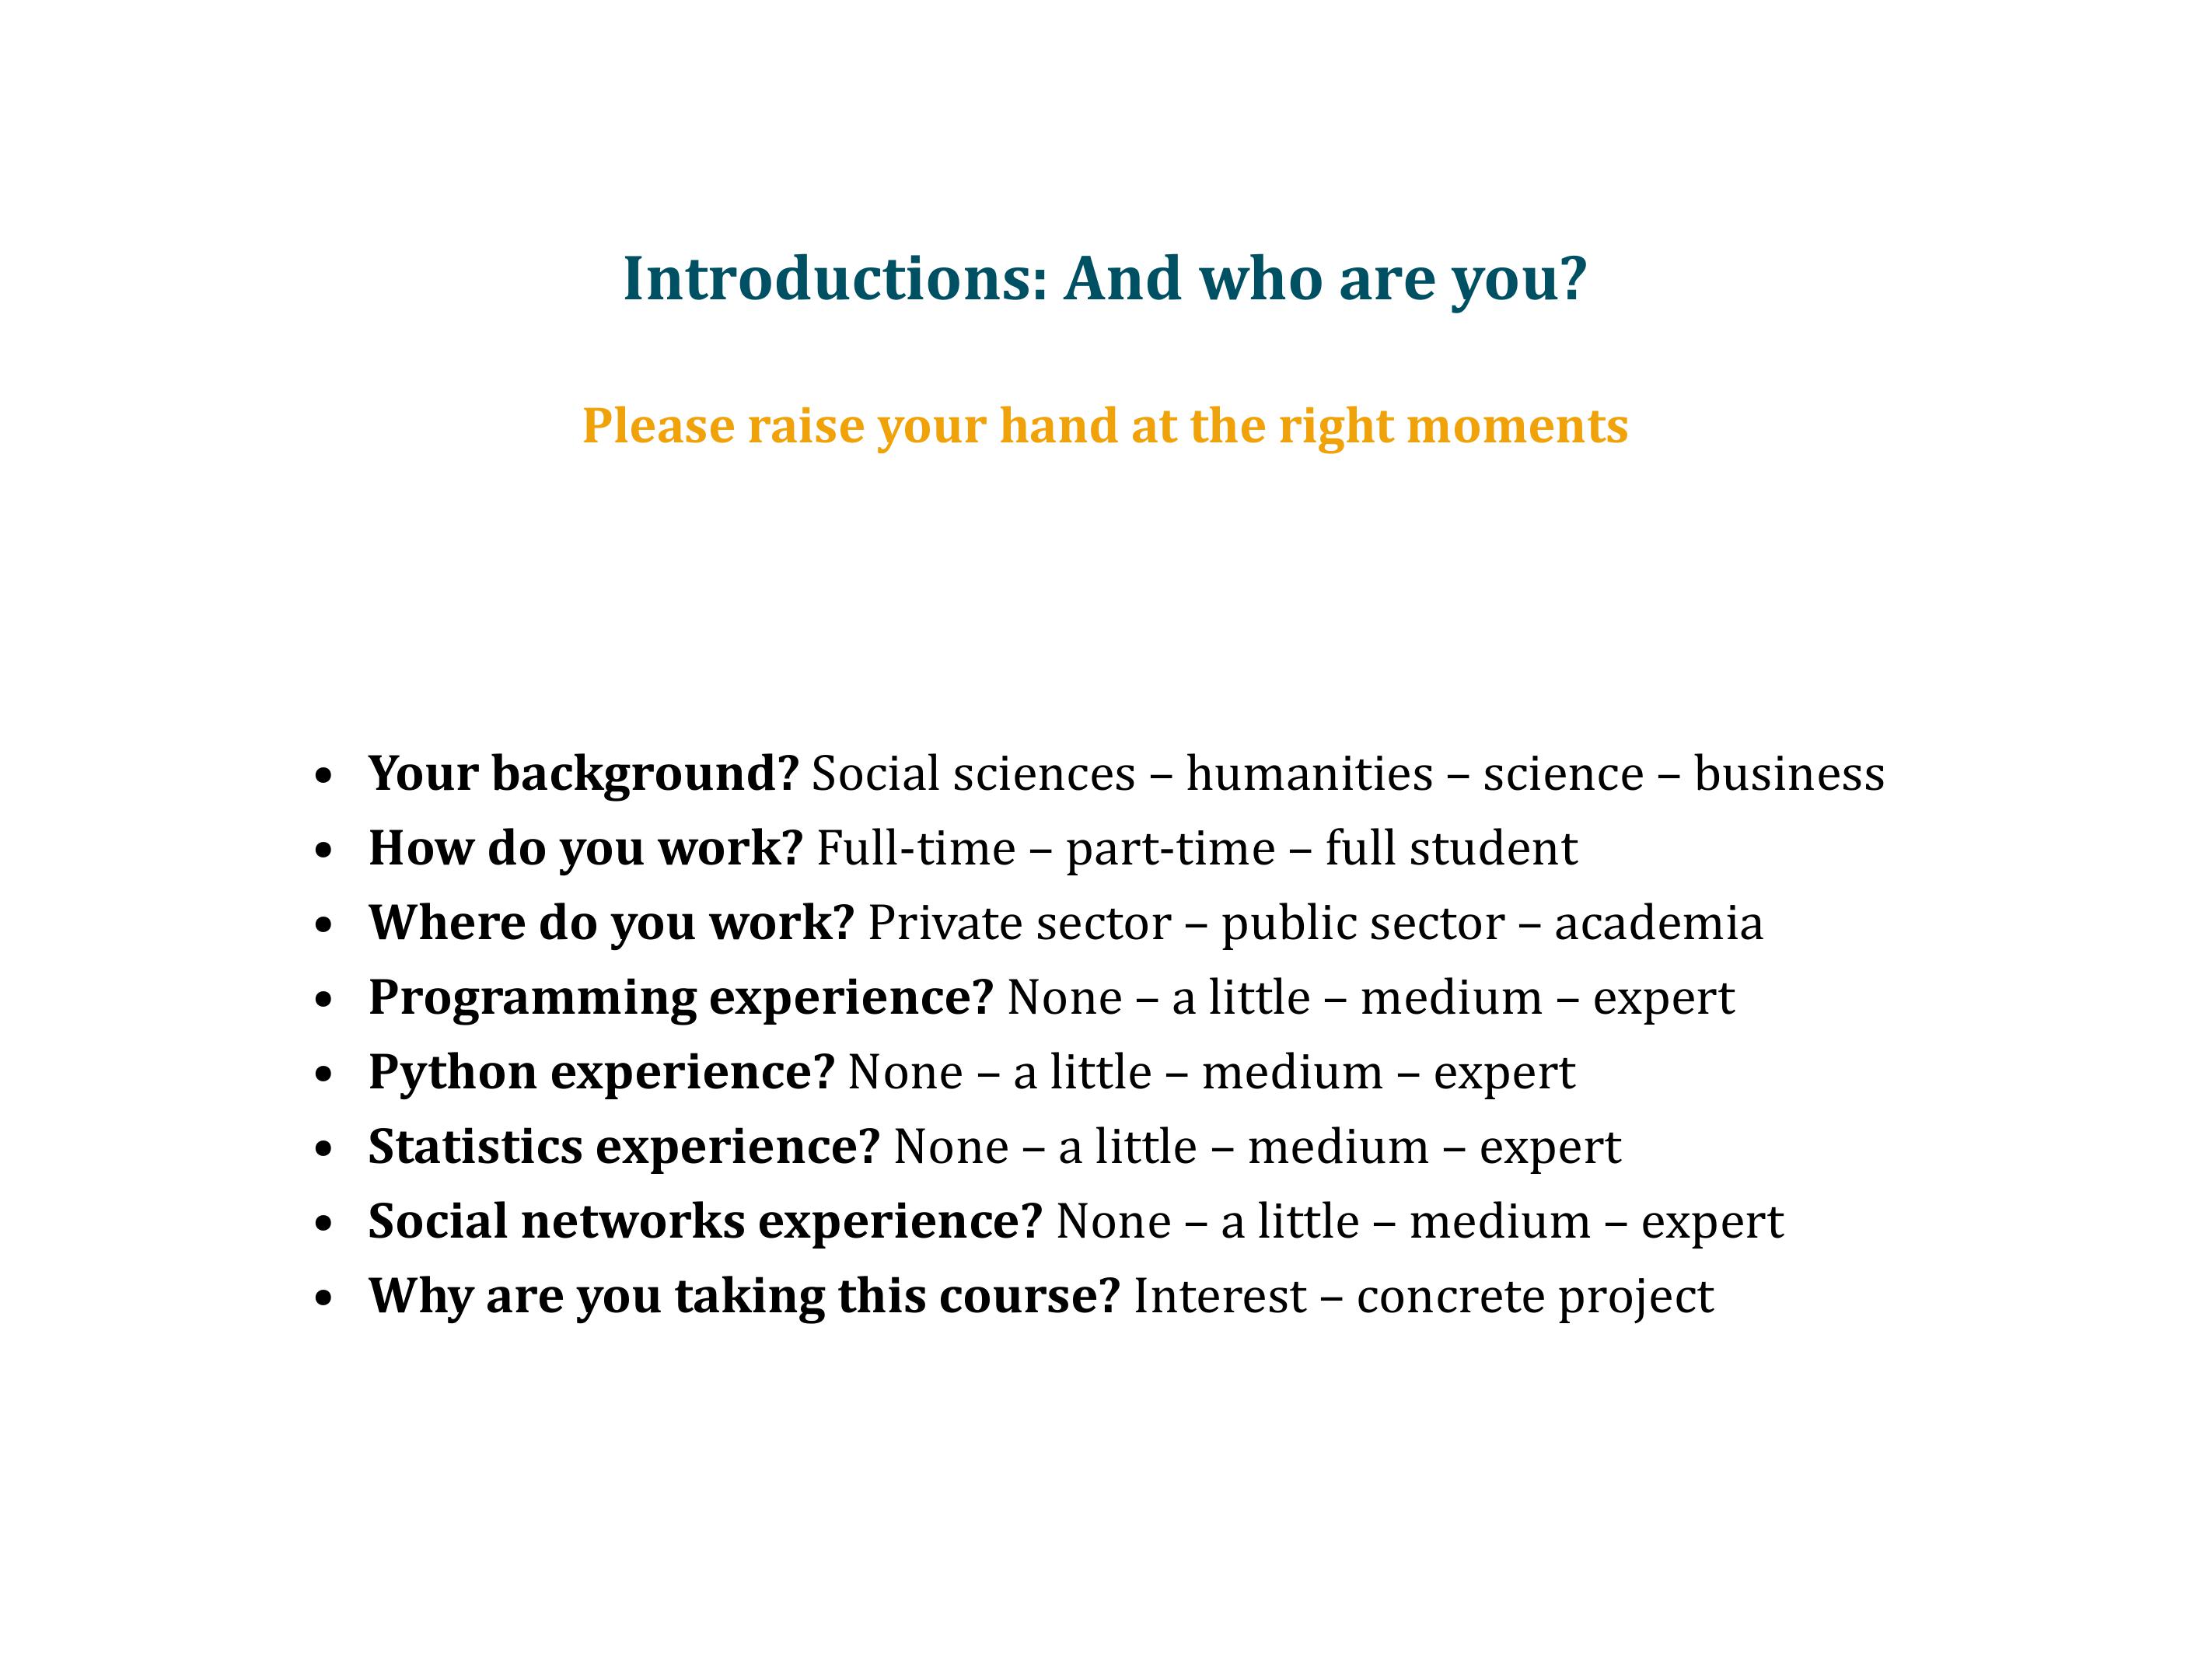 Introductions: And who are you?
Please raise your hand at the right moments
• Your background? Social sciences – humanities – science – business
• How do you work? Full-time – part-time – full student
• Where do you work? Private sector – public sector – academia
• Programming experience? None – a little – medium – expert
• Python experience? None – a little – medium – expert
• Statistics experience? None – a little – medium – expert
• Social networks experience? None – a little – medium – expert
• Why are you taking this course? Interest – concrete project